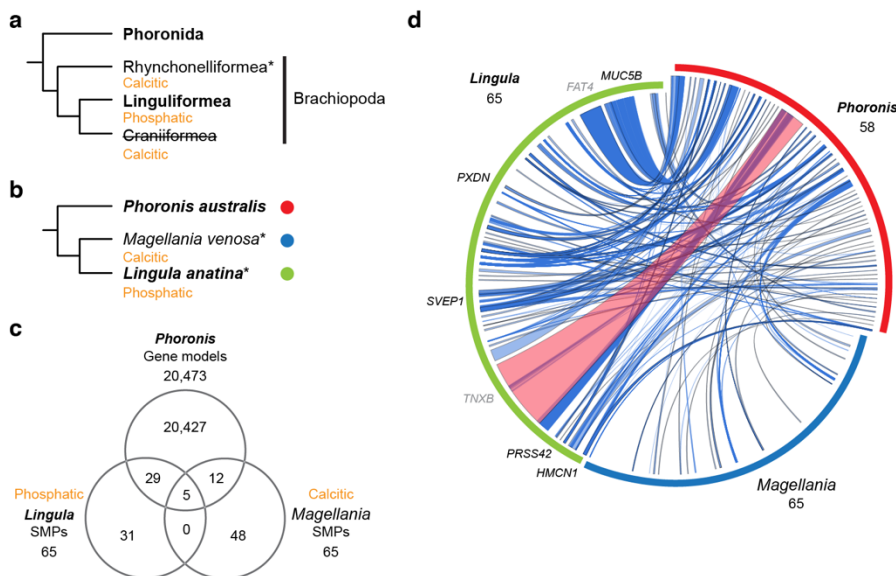 a
Phoronida
Rhynchonelliformea*
Calcitic
Linguliformea
Phosphatic
Craniiformea
Calcitic
Brachiopoda
b
Phoronis australis
Magellania venosa*
Calcitic
Lingula anatina*
Phosphatic
c
Phoronis
Gene models
20,473
20,427
29
12
5
0
31
48
Phosphatic
Lingula
SMPs
65
Calcitic
Magellania
SMPs
65
d
Lingula
65
FAT4
MUC5B
Phoronis
58
PXDN
SVEP1
TNXB
PRSS42
HMCN1
Magellania
65